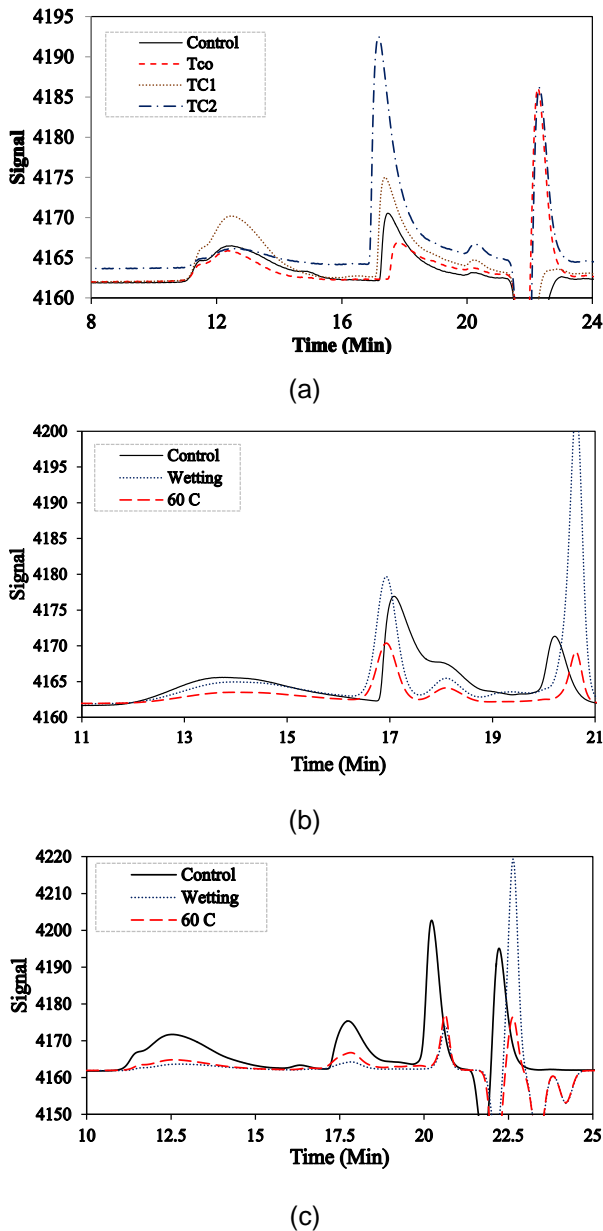 4195
4190
4185
4180
4175
4170
4165
4160
Signal
Control
Tco
TC1
TC2
8 12 16 20 24
Time (Min)
(a)
4200
4195
4190
4185
4180
4175
4170
4165
4160
Signal
Control
Wetting
60 C
11 13 15 17 19 21
Time (Min)
(b)
4220
4210
4200
4190
4180
4170
4160
4150
Signal
Control
Wetting
60 C
10 12.5 15 17.5 20 22.5 25
Time (Min)
(c)